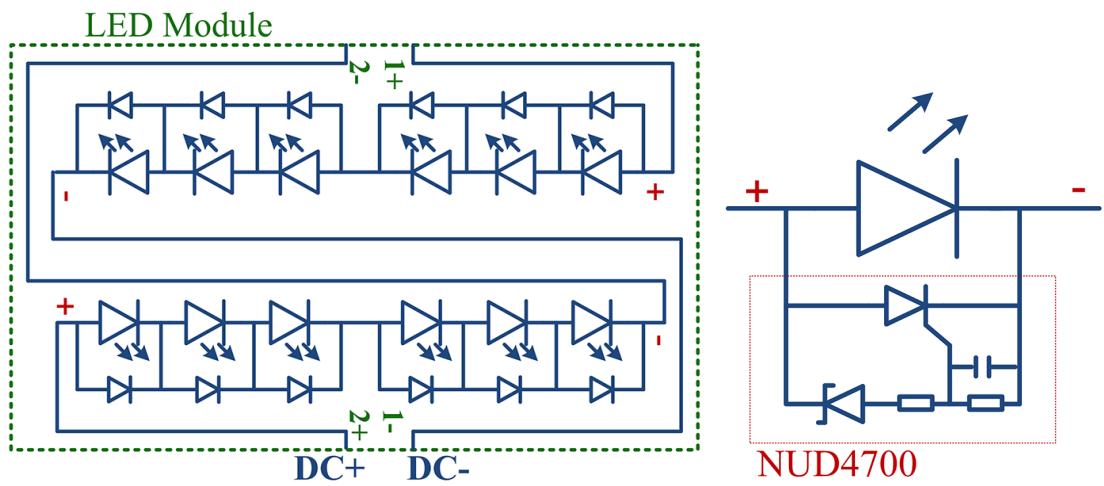 LED Module
2-
1+
-
+
+
-
2+
1-
DC+
DC-
+
-
NUD4700